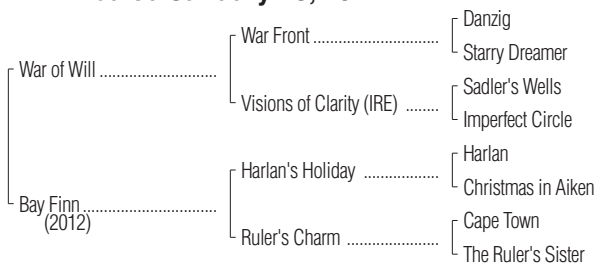 War of Will
War Front
Danzig
Starry Dreamer
Visions of Clarity (IRE)
Sadler's Wells
Imperfect Circle
Bay Finn
(2012)
Harlan's Holiday
Harlan
Christmas in Aiken
Ruler's Charm
Cape Town
The Ruler's Sister